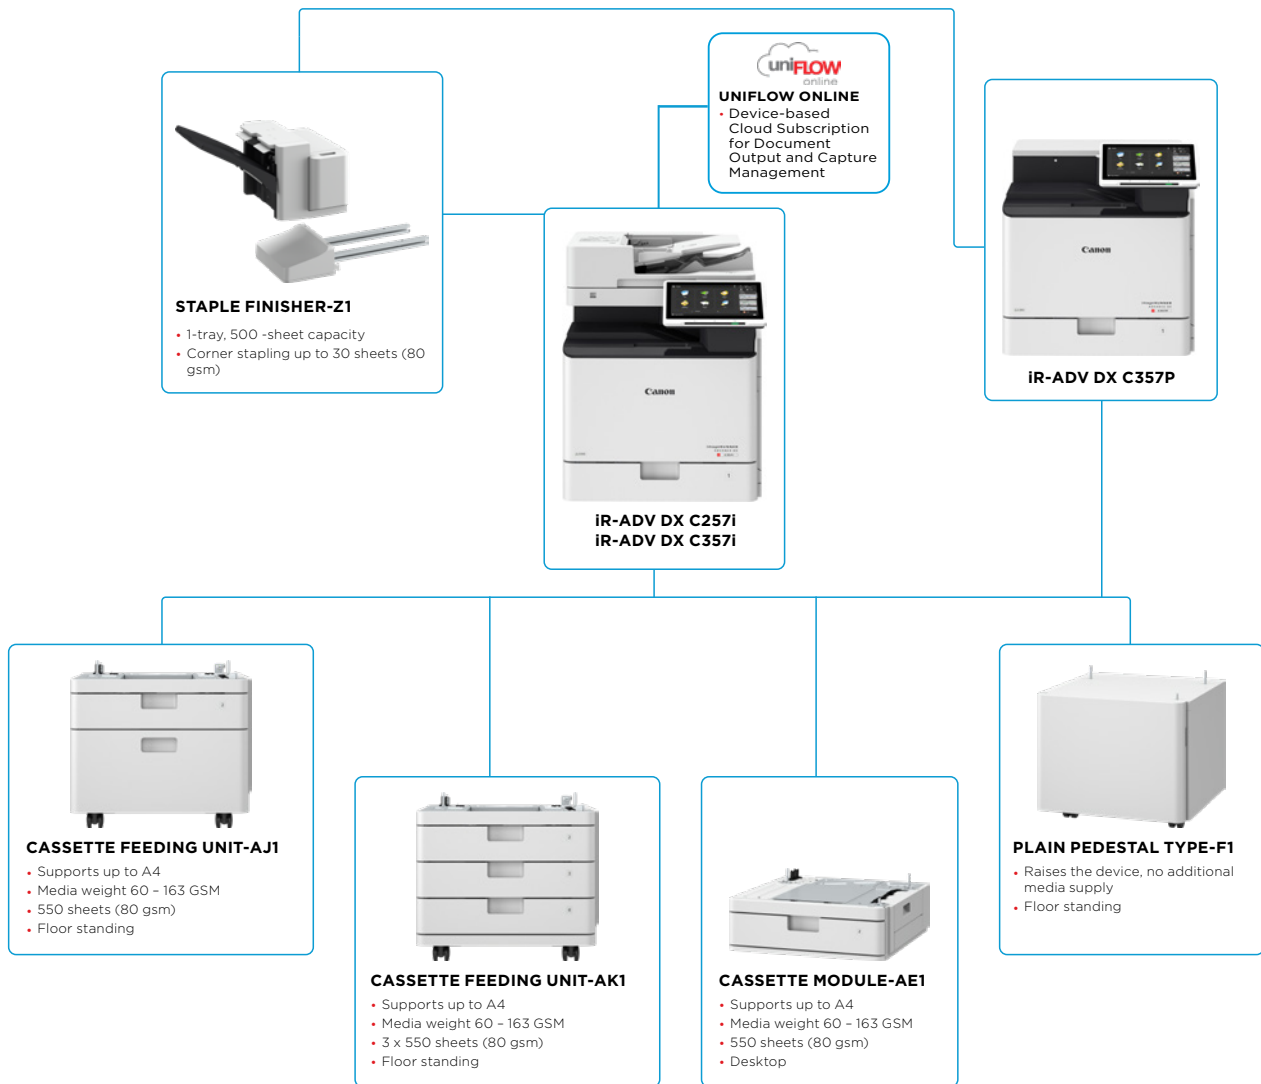 uniFLOW
online
UNIFLOW ONLINE
• Device-based
Cloud Subscription
for Document
Output and Capture
Management
STAPLE FINISHER-Z1
• 1-tray, 500 -sheet capacity
• Corner stapling up to 30 sheets (80
gsm)
Canon
iR-ADV DX C257i
iR-ADV DX C357i
Canon
iR-ADV DX C357P
CASSETTE FEEDING UNIT-AJ1
• Supports up to A4
• Media weight 60 – 163 GSM
• 550 sheets (80 gsm)
• Floor standing
CASSETTE FEEDING UNIT-AK1
• Supports up to A4
• Media weight 60 – 163 GSM
• 3 x 550 sheets (80 gsm)
• Floor standing
CASSETTE MODULE-AE1
• Supports up to A4
• Media weight 60 – 163 GSM
• 550 sheets (80 gsm)
• Desktop
PLAIN PEDESTAL TYPE-F1
• Raises the device, no additional
media supply
• Floor standing